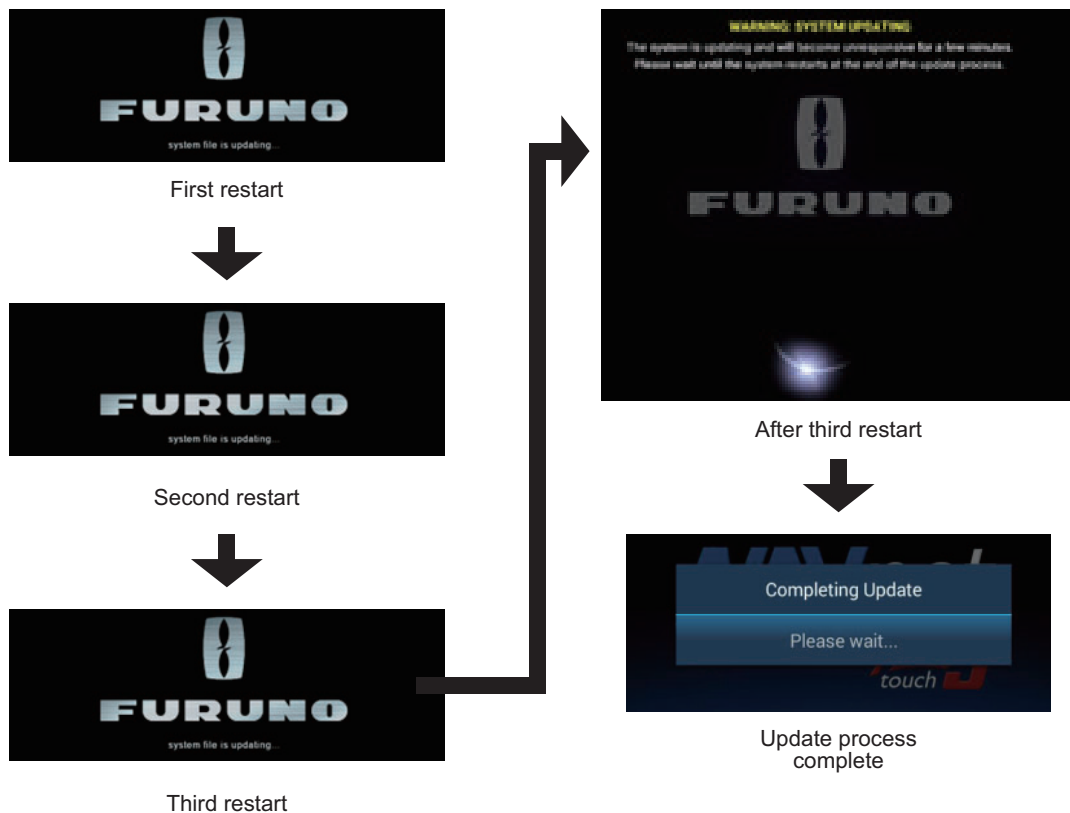 FURUNO
system file is updating...
First restart
FURUNO
system file is updating...
Second restart
FURUNO
system file is updating...
Third restart
WARNING: SYSTEM UPDATING
The system is updating and will become unresponsive for a few minutes.
Please wait until the system restarts at the end of the update process.
FURUNO
After third restart
Completing Update
Please wait...
touch
Update process
complete